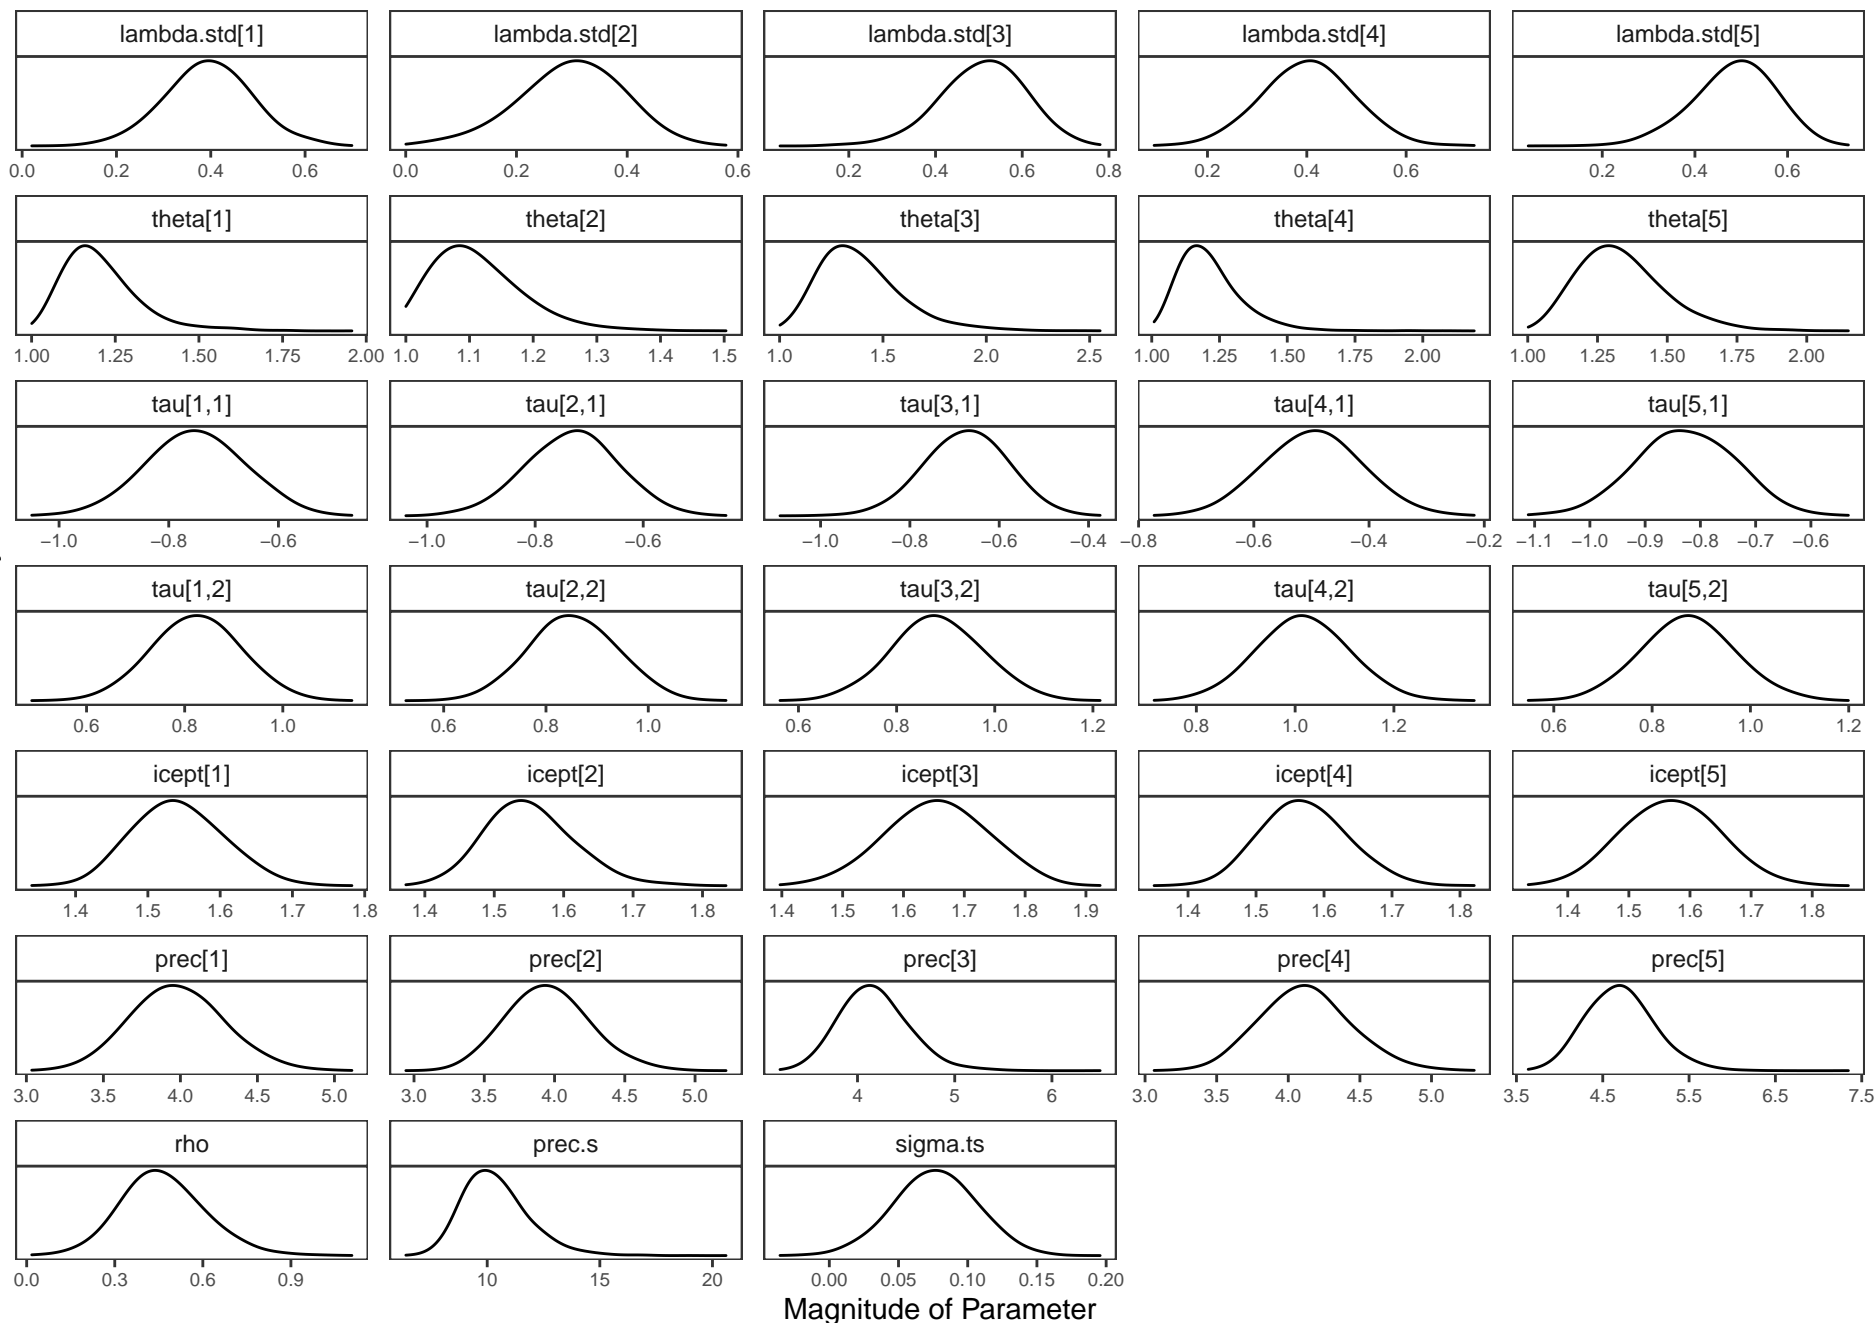 lambda.std[1] lambda.std[2] lambda.std[3] lambda.std[4] lambda.std[5]
0.0 0.2 0.4 0.6 0.0 0.2 0.4 0.6 0.2 0.4 0.6 0.8 0.2 0.4 0.6 0.2 0.4 0.6
theta[1] theta[2] theta[3] theta[4] theta[5]
1.00 1.25 1.50 1.75 2.00 1.0 1.1 1.2 1.3 1.4 1.5 1.0 1.5 2.0 2.5 1.00 1.25 1.50 1.75 2.00 1.00 1.25 1.50 1.75 2.00
tau[1,1] tau[2,1] tau[3,1] tau[4,1] tau[5,1]
−1.0 −0.8 −0.6 −1.0 −0.8 −0.6 −1.0 −0.8 −0.6 −0.4 −0.8 −0.6 −0.4 −0.2 −1.1 −1.0 −0.9 −0.8 −0.7 −0.6
tau[1,2] tau[2,2] tau[3,2] tau[4,2] tau[5,2]
0.6 0.8 1.0 0.6 0.8 1.0 0.6 0.8 1.0 1.2 0.8 1.0 1.2 0.6 0.8 1.0 1.2
icept[1] icept[2] icept[3] icept[4] icept[5]
1.4 1.5 1.6 1.7 1.8 1.4 1.5 1.6 1.7 1.8 1.4 1.5 1.6 1.7 1.8 1.9 1.4 1.5 1.6 1.7 1.8 1.4 1.5 1.6 1.7 1.8
prec[1] prec[2] prec[3] prec[4] prec[5]
3.0 3.5 4.0 4.5 5.0 3.0 3.5 4.0 4.5 5.0 4 5 6 3.0 3.5 4.0 4.5 5.0 3.5 4.5 5.5 6.5 7.5
rho prec.s sigma.ts
0.0 0.3 0.6 0.9 10 15 20 0.00 0.05 0.10 0.15 0.20
Magnitude of Parameter